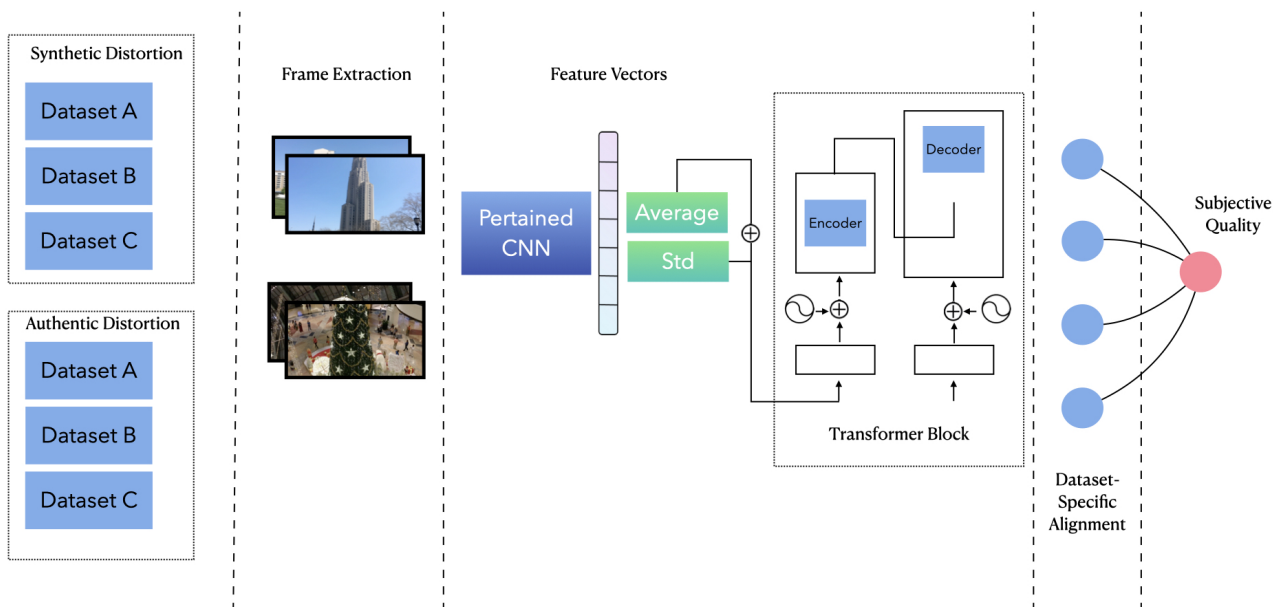 Synthetic Distortion
Dataset A
Dataset B
Dataset C
Authentic Distortion
Dataset A
Dataset B
Dataset C
Frame Extraction
Feature Vectors
Pertained
CNN
Average
Std
Encoder
Decoder
Transformer Block
Dataset-
Specific
Alignment
Subjective
Quality